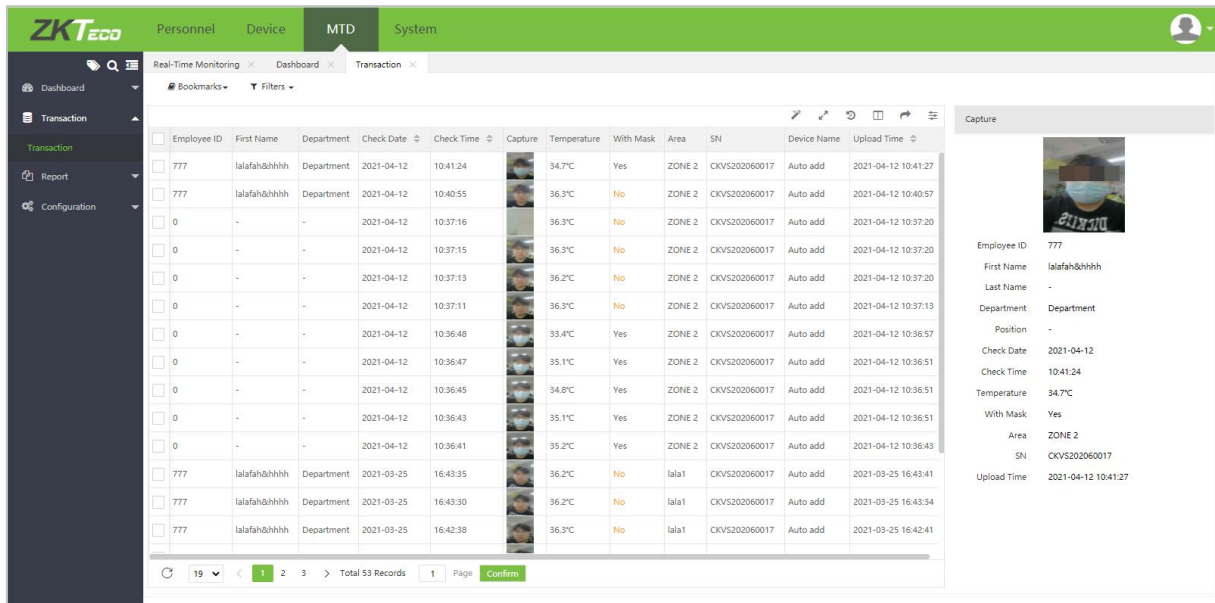 ZKTECO Personnel Device MTD System
Real-Time Monitoring × Dashboard × Transaction ×
Dashboard
Bookmarks Filters
Transaction
Transaction
Report
Configuration
Employee ID First Name Department Check Date Check Time Capture Temperature With Mask Area SN Device Name Upload Time
777 lalafah&hhhh Department 2021-04-12 10:41:24 34.7℃ Yes ZONE 2 CKVS202060017 Auto add 2021-04-12 10:41:27
777 lalafah&hhhh Department 2021-04-12 10:40:55 36.3℃ No ZONE 2 CKVS202060017 Auto add 2021-04-12 10:40:57
0 - - 2021-04-12 10:37:16 36.3℃ No ZONE 2 CKVS202060017 Auto add 2021-04-12 10:37:20
0 - - 2021-04-12 10:37:15 36.3℃ No ZONE 2 CKVS202060017 Auto add 2021-04-12 10:37:20
0 - - 2021-04-12 10:37:13 36.2℃ No ZONE 2 CKVS202060017 Auto add 2021-04-12 10:37:20
0 - - 2021-04-12 10:37:11 36.3℃ No ZONE 2 CKVS202060017 Auto add 2021-04-12 10:37:13
0 - - 2021-04-12 10:36:48 33.4℃ Yes ZONE 2 CKVS202060017 Auto add 2021-04-12 10:36:57
0 - - 2021-04-12 10:36:47 35.1℃ Yes ZONE 2 CKVS202060017 Auto add 2021-04-12 10:36:51
0 - - 2021-04-12 10:36:45 34.8℃ Yes ZONE 2 CKVS202060017 Auto add 2021-04-12 10:36:51
0 - - 2021-04-12 10:36:43 35.1℃ Yes ZONE 2 CKVS202060017 Auto add 2021-04-12 10:36:51
0 - - 2021-04-12 10:36:41 35.2℃ Yes ZONE 2 CKVS202060017 Auto add 2021-04-12 10:36:43
777 lalafah&hhhh Department 2021-03-25 16:43:35 36.2℃ No lala1 CKVS202060017 Auto add 2021-03-25 16:43:41
777 lalafah&hhhh Department 2021-03-25 16:43:30 36.2℃ No lala1 CKVS202060017 Auto add 2021-03-25 16:43:34
777 lalafah&hhhh Department 2021-03-25 16:42:38 36.3℃ No lala1 CKVS202060017 Auto add 2021-03-25 16:42:41
19 < 1 2 3 > Total 53 Records 1 Page Confirm
Capture
DICKIES
Employee ID 777
First Name lalafah&hhhh
Last Name -
Department Department
Position -
Check Date 2021-04-12
Check Time 10:41:24
Temperature 34.7℃
With Mask Yes
Area ZONE 2
SN CKVS202060017
Upload Time 2021-04-12 10:41:27